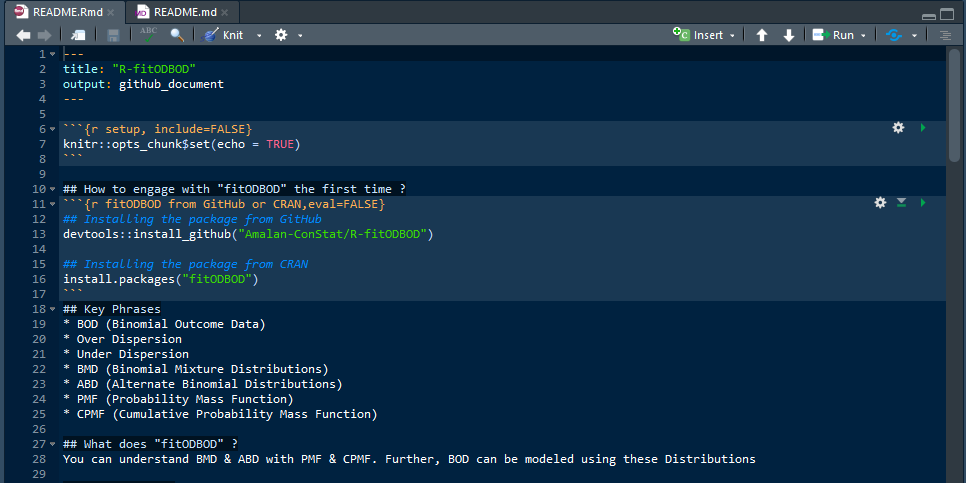 README.Rmd
README.md
ABC
Knit
Insert
Run
1 ---
2 title: "R-fitODBOD"
3 output: github_document
4 ---
5
6 ```{r setup, include=FALSE}
7 knitr::opts_chunk$set(echo = TRUE)
8 ```
9
10 ## How to engage with "fitODBOD" the first time ?
11 ```{r fitODBOD from GitHub or CRAN,eval=FALSE}
12 ## Installing the package from GitHub
13 devtools::install_github("Amalan-ConStat/R-fitODBOD")
14
15 ## Installing the package from CRAN
16 install.packages("fitODBOD")
17 ```
18 ## Key Phrases
19 * BOD (Binomial Outcome Data)
20 * Over Dispersion
21 * Under Dispersion
22 * BMD (Binomial Mixture Distributions)
23 * ABD (Alternate Binomial Distributions)
24 * PMF (Probability Mass Function)
25 * CPMF (Cumulative Probability Mass Function)
26
27 ## What does "fitODBOD" ?
28 You can understand BMD & ABD with PMF & CPMF. Further, BOD can be modeled using these Distributions
29